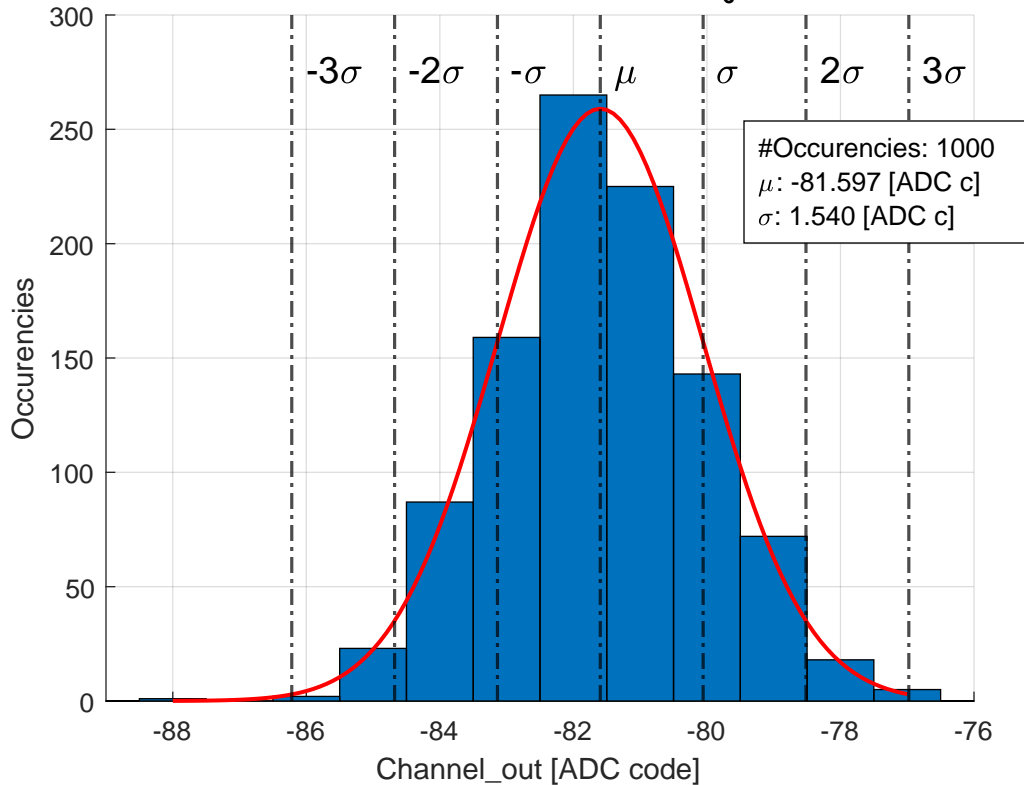 300
250
200
150
100
50
0
Occurencies
-3σ -2σ -σ μ σ 2σ 3σ
#Occurencies: 1000
μ: -81.597 [ADC c]
σ: 1.540 [ADC c]
-88 -86 -84 -82 -80 -78 -76
Channel_out [ADC code]